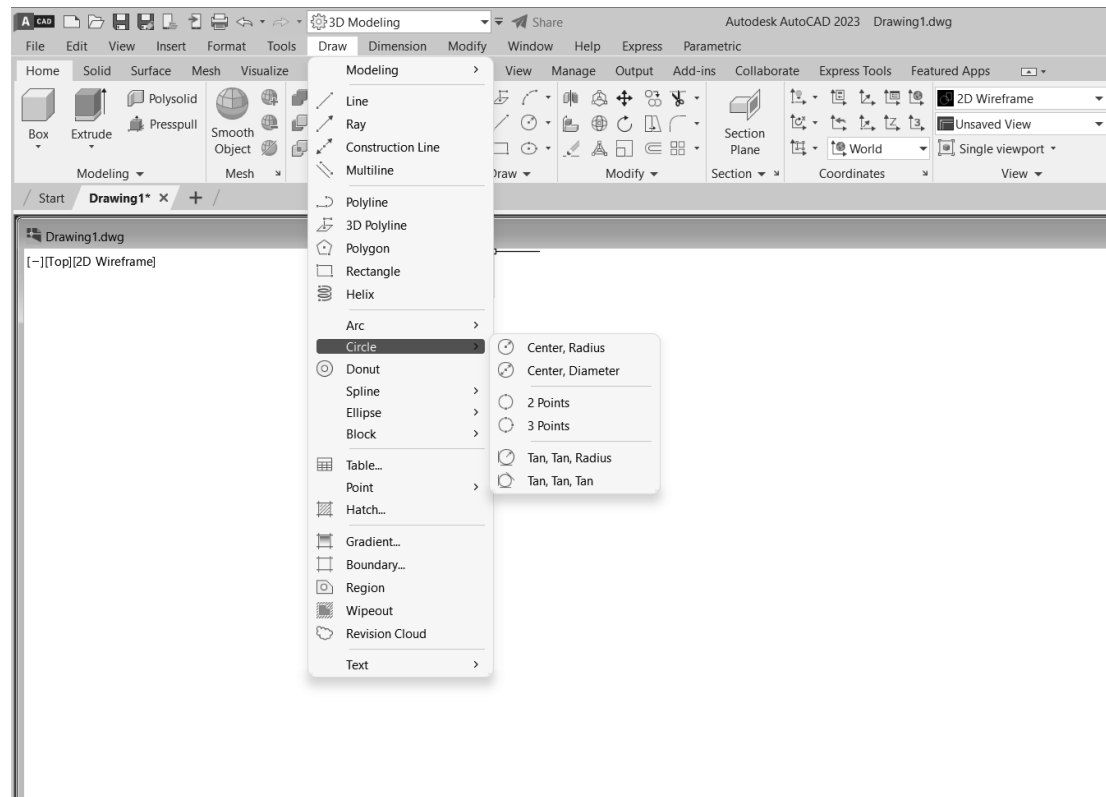 A CAD 3D Modeling Share Autodesk AutoCAD 2023 Drawing1.dwg
File Edit View Insert Format Tools Draw Dimension Modify Window Help Express Parametric
Home Solid Surface Mesh Visualize View Manage Output Add-ins Collaborate Express Tools Featured Apps
Box
Extrude
Polysolid
Presspull
Smooth
Object
Section
Plane
World
2D Wireframe
Unsaved View
Single viewport
Modeling Mesh Draw Modify Section Coordinates View
Start Drawing1*
Drawing1.dwg
[−][Top][2D Wireframe]
Modeling
Line
Ray
Construction Line
Multiline
Polyline
3D Polyline
Polygon
Rectangle
Helix
Arc
Circle
Donut
Spline
Ellipse
Block
Table...
Point
Hatch...
Gradient...
Boundary...
Region
Wipeout
Revision Cloud
Text
Center, Radius
Center, Diameter
2 Points
3 Points
Tan, Tan, Radius
Tan, Tan, Tan